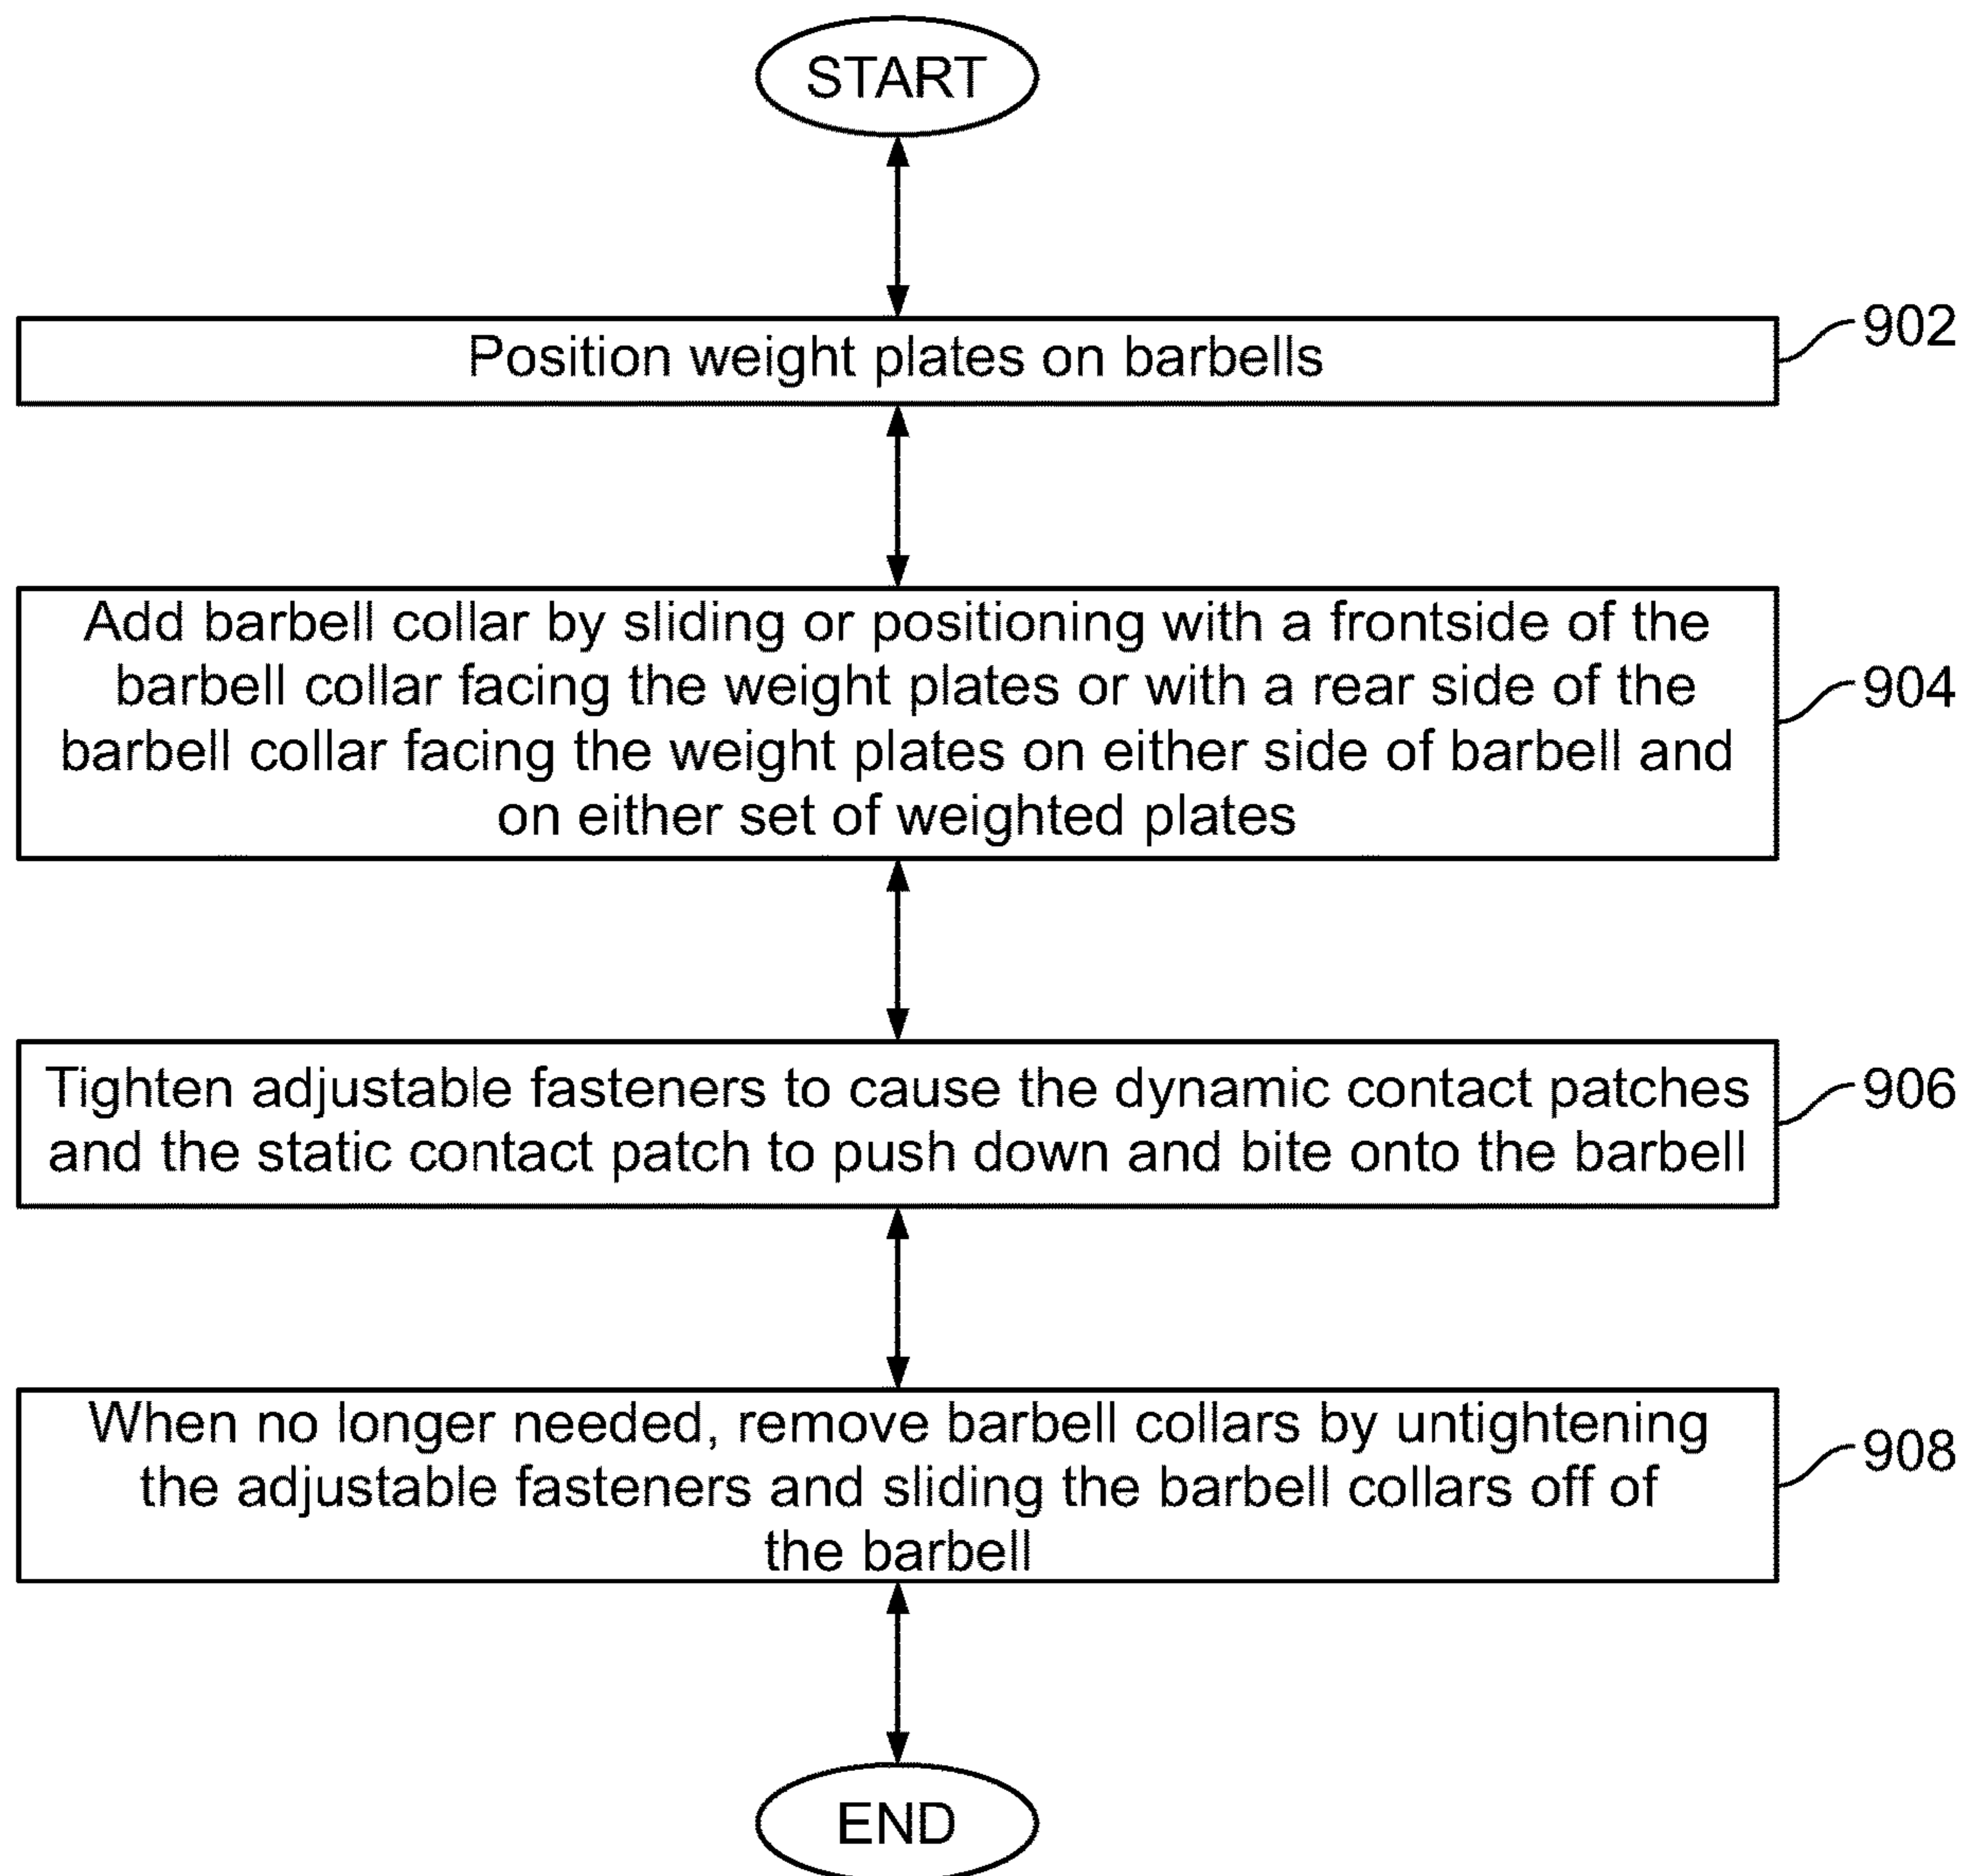 START
Position weight plates on barbells
902
Add barbell collar by sliding or positioning with a frontside of the
barbell collar facing the weight plates or with a rear side of the
barbell collar facing the weight plates on either side of barbell and
on either set of weighted plates
904
Tighten adjustable fasteners to cause the dynamic contact patches
and the static contact patch to push down and bite onto the barbell
906
When no longer needed, remove barbell collars by untightening
the adjustable fasteners and sliding the barbell collars off of
the barbell
908
END